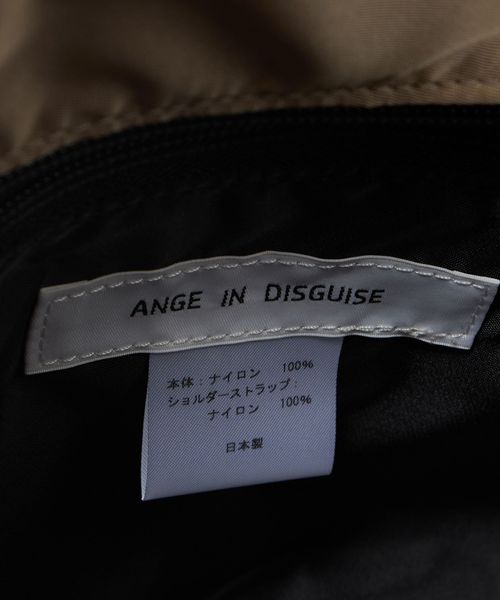 ANGE IN DISGUISE
本体：ナイロン 100%
ショルダーストラップ：
ナイロン 100%
日本製